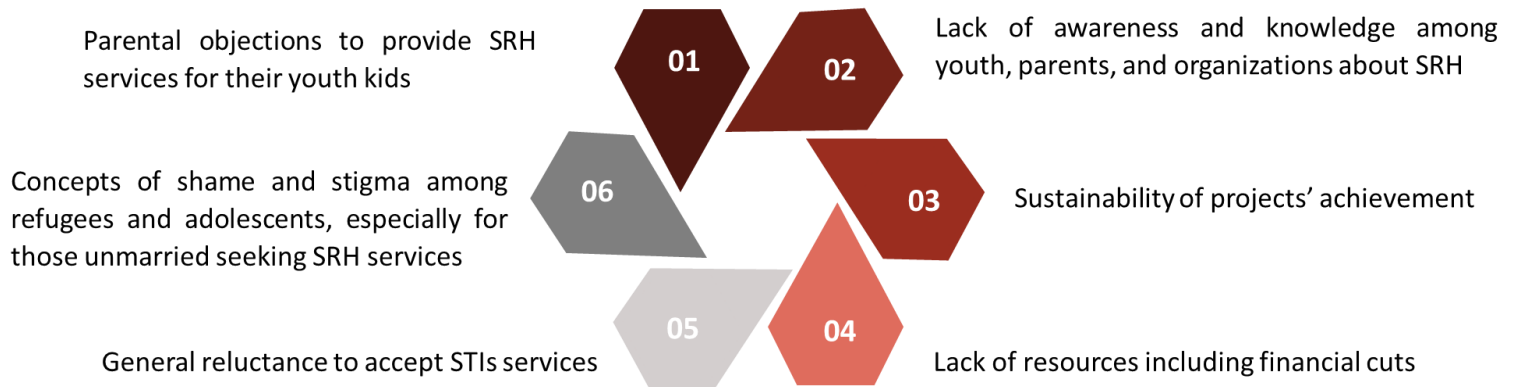 01
Parental objections to provide SRH
services for their youth kids
02
Lack of awareness and knowledge among
youth, parents, and organizations about SRH
03
Sustainability of projects’ achievement
04
Lack of resources including financial cuts
05
General reluctance to accept STIs services
06
Concepts of shame and stigma among
refugees and adolescents, especially for
those unmarried seeking SRH services